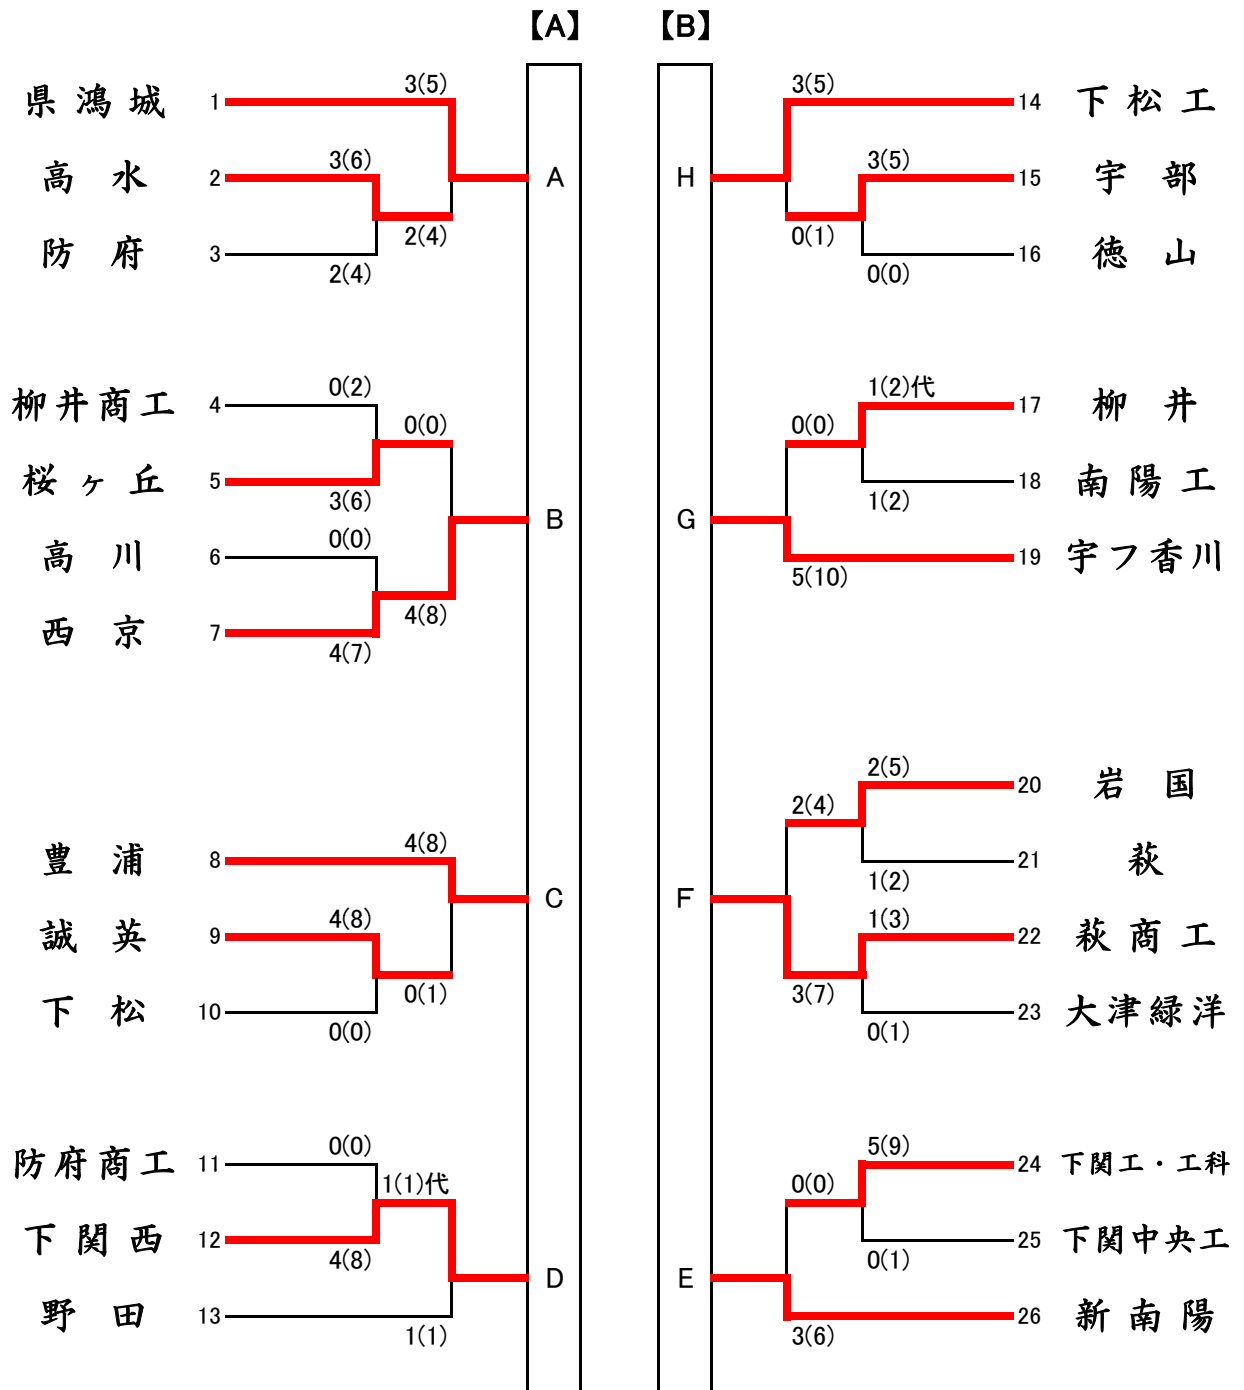 【A】
【B】
3(5)
県鴻城 1
3(6)
高水 2
A
2(4)
防府 3
2(4)
0(2)
柳井商工 4
0(0)
桜ヶ丘 5
3(6)
B
0(0)
高川 6
4(8)
西京 7
4(7)
4(8)
豊浦 8
C
4(8)
誠英 9
0(1)
下松 10
0(0)
0(0)
防府商工 11
1(1)代
下関西 12
4(8)
D
野田 13
1(1)
3(5)
14 下松工
3(5)
H
15 宇部
0(1)
16 徳山
0(0)
1(2)代
17 柳井
0(0)
18 南陽工
1(2)
G
19 宇フ香川
5(10)
2(5)
20 岩国
2(4)
21 萩
1(2)
F
1(3)
22 萩商工
3(7)
23 大津緑洋
0(1)
5(9)
24 下関工・工科
0(0)
25 下関中央工
0(1)
E
26 新南陽
3(6)